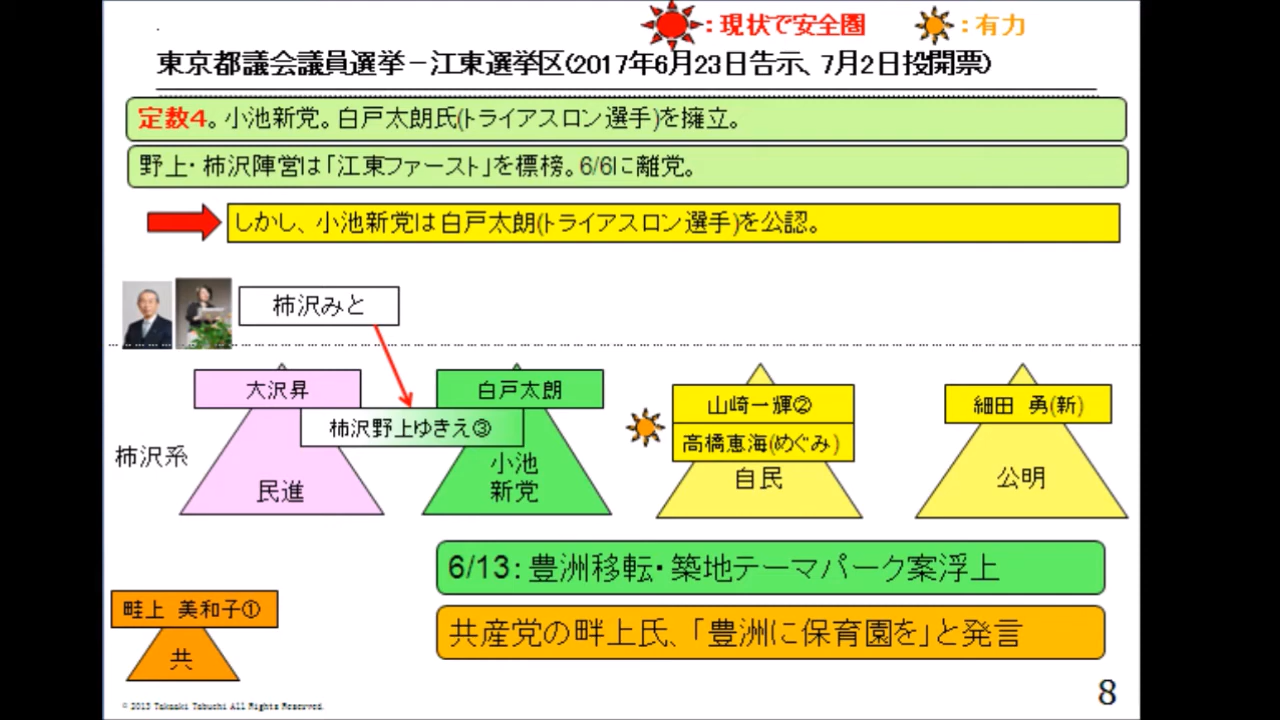 ：現状で安全圏
：有力
東京都議会議員選挙－江東選挙区(2017年6月23日告示、7月2日投開票)
定数4。小池新党。白戸太朗氏(トライアスロン選手)を擁立。
野上・柿沢陣営は「江東ファースト」を標榜。6/6に離党。
しかし、小池新党は白戸太朗(トライアスロン選手)を公認。
柿沢みと
大沢昇
白戸太朗
山崎一輝②
細田 勇(新)
柿沢野上ゆきえ③
高橋恵海(めぐみ)
柿沢系
民進
小池
新党
自民
公明
6/13：豊洲移転・築地テーマパーク案浮上
畦上 美和子①
共産党の畔上氏、「豊洲に保育園を」と発言
共
© 2013 Takaaki Tabuchi All Rights Reserved.
8